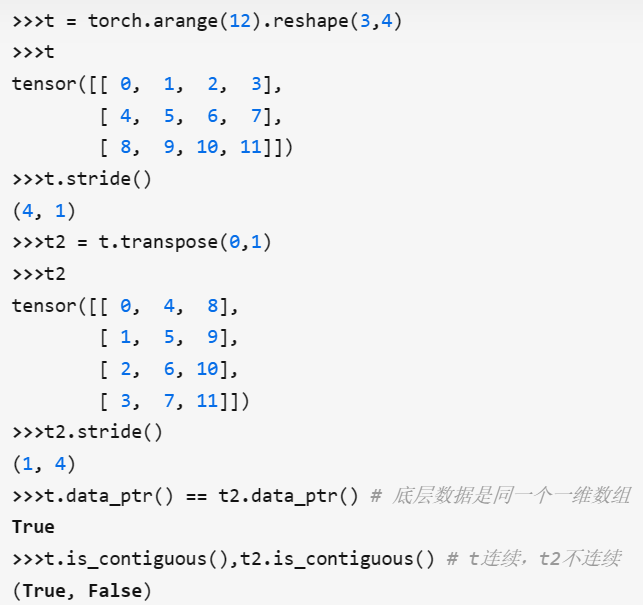 >>>t = torch.arange(12).reshape(3,4)
>>>t
tensor([[ 0,  1,  2,  3],
        [ 4,  5,  6,  7],
        [ 8,  9, 10, 11]])
>>>t.stride()
(4, 1)
>>>t2 = t.transpose(0,1)
>>>t2
tensor([[ 0,  4,  8],
        [ 1,  5,  9],
        [ 2,  6, 10],
        [ 3,  7, 11]])
>>>t2.stride()
(1, 4)
>>>t.data_ptr() == t2.data_ptr() # 底层数据是同一个一维数组
True
>>>t.is_contiguous(),t2.is_contiguous() # t连续，t2不连续
(True, False)